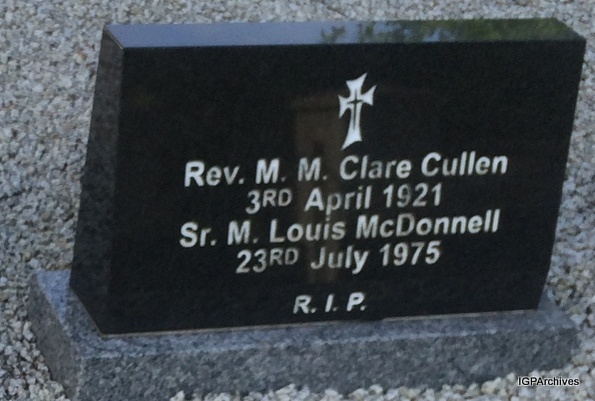 Rev. M. M. Clare Cullen
3RD April 1921
Sr. M. Louis McDonnell
23RD July 1975
R. I. P.
IGPArchives